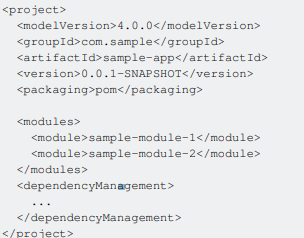 <project>
  <modelVersion>4.0.0</modelVersion>
  <groupId>com.sample</groupId>
  <artifactId>sample-app</artifactId>
  <version>0.0.1-SNAPSHOT</version>
  <packaging>pom</packaging>

  <modules>
    <module>sample-module-1</module>
    <module>sample-module-2</module>
  </modules>
  <dependencyManagement>
    ...
  </dependencyManagement>
</project>